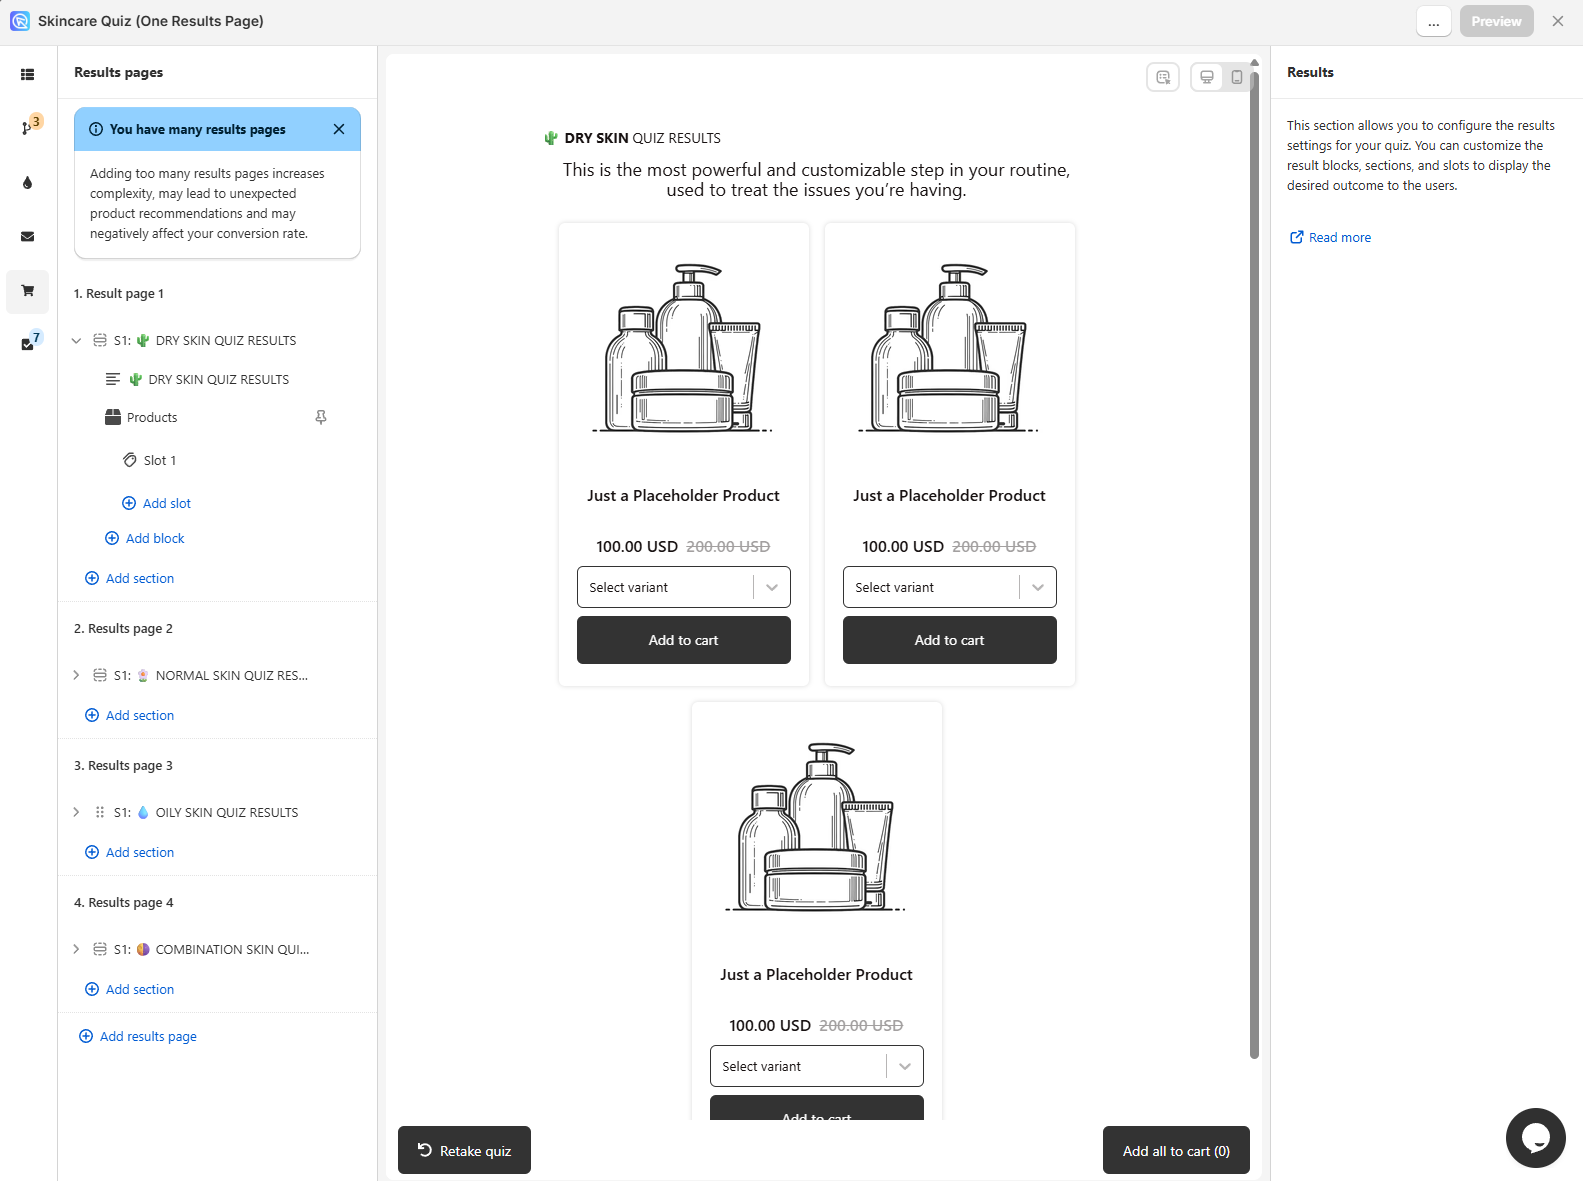 Skincare Quiz (One Results Page)
...
Preview
Results pages
3
7
You have many results pages
Adding too many results pages increases
complexity, may lead to unexpected
product recommendations and may
negatively affect your conversion rate.
1. Result page 1
S1: 🌵 DRY SKIN QUIZ RESULTS
🌵 DRY SKIN QUIZ RESULTS
Products
Slot 1
Add slot
Add block
Add section
2. Results page 2
S1: 🌸 NORMAL SKIN QUIZ RES...
Add section
3. Results page 3
S1: 💧 OILY SKIN QUIZ RESULTS
Add section
4. Results page 4
S1: COMBINATION SKIN QUI...
Add section
Add results page
🌵 DRY SKIN QUIZ RESULTS
This is the most powerful and customizable step in your routine,
used to treat the issues you’re having.
Just a Placeholder Product
100.00 USD 200.00 USD
Select variant
Add to cart
Just a Placeholder Product
100.00 USD 200.00 USD
Select variant
Add to cart
Just a Placeholder Product
100.00 USD 200.00 USD
Select variant
Add to cart
Retake quiz
Add all to cart (0)
Results
This section allows you to configure the results
settings for your quiz. You can customize the
result blocks, sections, and slots to display the
desired outcome to the users.
Read more